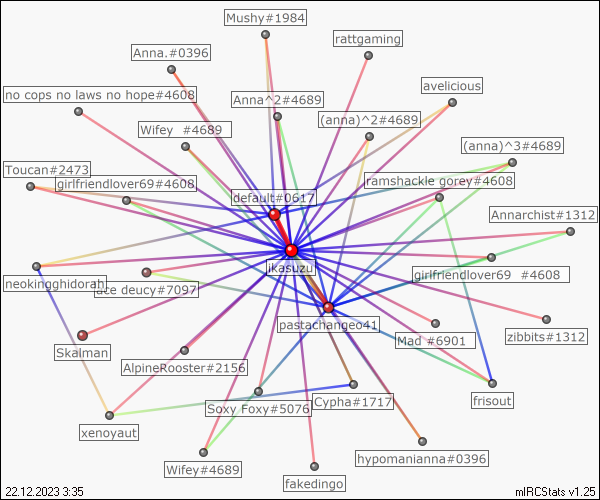 Mushy#1984
rattgaming
Anna.#0396
avelicious
no cops no laws no hope#4608
Anna^2#4689
(anna)^2#4689
Wifey #4689
(anna)^3#4689
Toucan#2473
girlfriendlover69#4608
ramshackle gorey#4608
default#0617
Annarchist#1312
ikasuzu
girlfriendlover69 #4608
neokingghidorah
ace deucy#7097
pastachangeo41
Mad #6901
zibbits#1312
Skalman
AlpineRooster#2156
Soxy Foxy#5076
Cypha#1717
frisout
xenoyaut
hypomanianna#0396
Wifey#4689
fakedingo
22.12.2023 3:35
mIRCStats v1.25